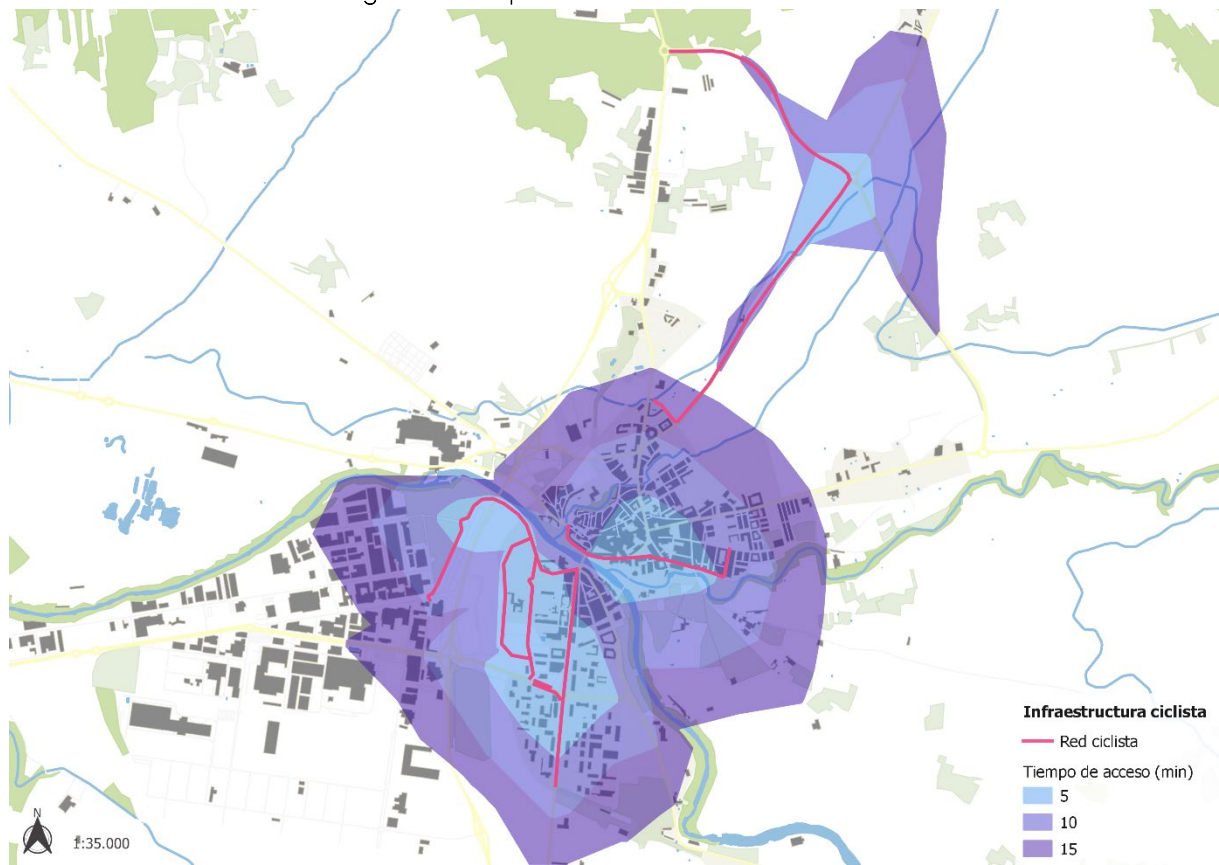 Infraestructura ciclista
Red ciclista
Tiempo de acceso (min)
5
10
15
N
1:35.000